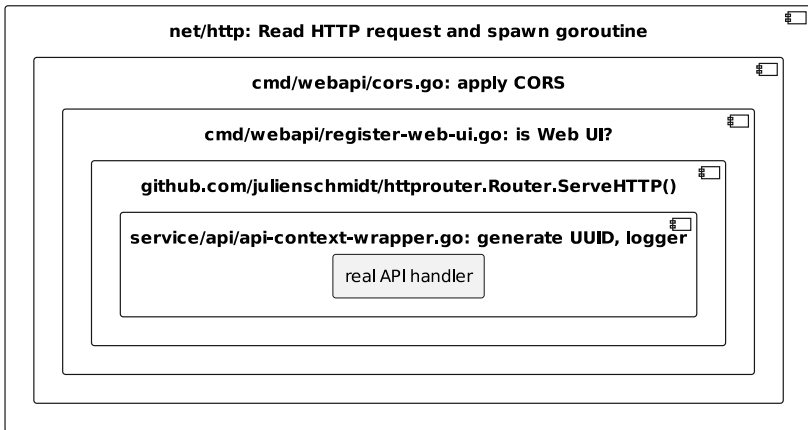 net/http: Read HTTP request and spawn goroutine
cmd/webapi/cors.go: apply CORS
cmd/webapi/register-web-ui.go: is Web UI?
github.com/julienschmidt/httprouter.Router.ServeHTTP()
service/api/api-context-wrapper.go: generate UUID, logger
real API handler